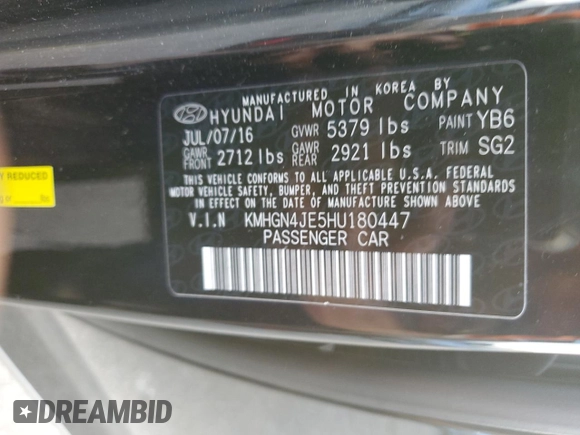 MANUFACTURED IN KOREA BY
HYUNDAI MOTOR COMPANY
JUL/07/16 GVWR 5379 lbs PAINT YB6
GAWR FRONT 2712 lbs GAWR REAR 2921 lbs TRIM SG2
THIS VEHICLE CONFORMS TO ALL APPLICABLE U.S.A. FEDERAL
MOTOR VEHICLE SAFETY, BUMPER, AND THEFT PREVENTION STANDARDS
IN EFFECT ON THE DATE OF MANUFACTURE SHOWN ABOVE
V.I.N KMHGN4JE5HU180447
PASSENGER CAR
Y REDUCED
DREAMBID